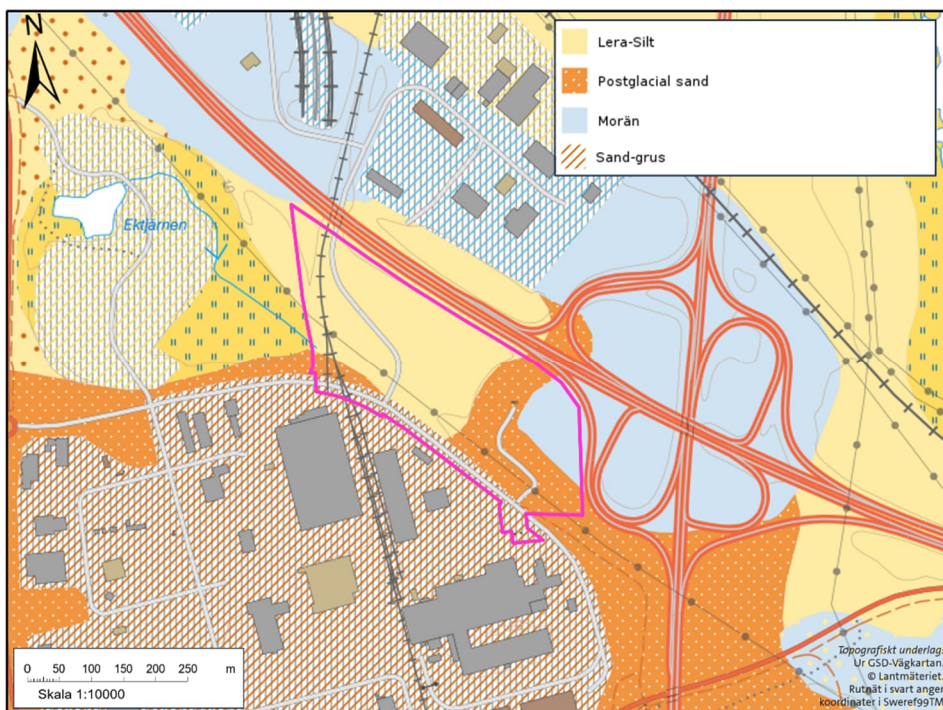 N
Lera-Silt
Postglacial sand
Morän
Sand-grus
Ektjärnen
0 50 100 150 200 250 m
Skala 1:10000
Topografiskt underlag:
Ur GSD-Vägkartan.
© Lantmäteriet.
Rutnät i svart anger
koordinater i Sweref99TM